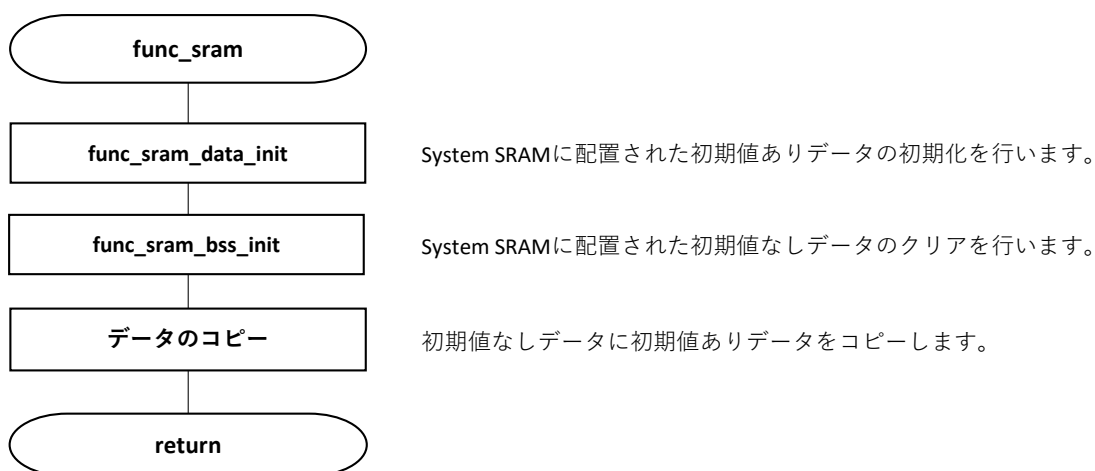 func_sram
func_sram_data_init
System SRAMに配置された初期値ありデータの初期化を行います。
func_sram_bss_init
System SRAMに配置された初期値なしデータのクリアを行います。
データのコピー
初期値なしデータに初期値ありデータをコピーします。
return